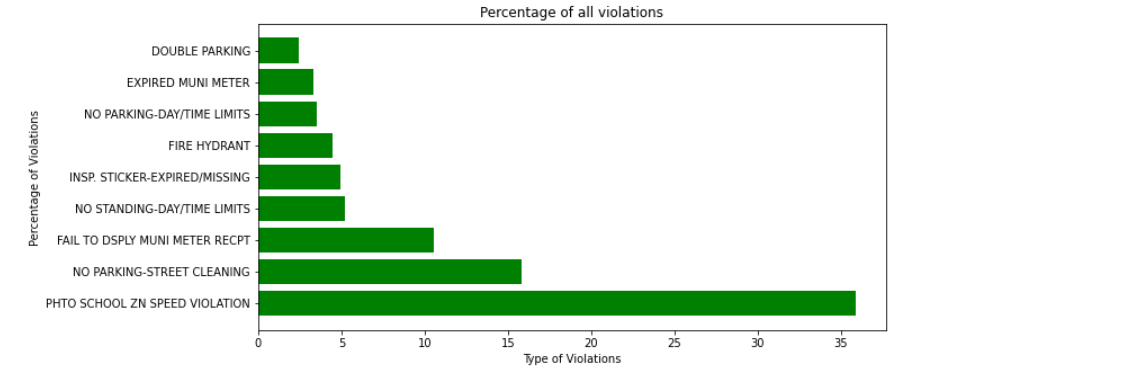 Percentage of all violations
Percentage of Violations
DOUBLE PARKING
EXPIRED MUNI METER
NO PARKING-DAY/TIME LIMITS
FIRE HYDRANT
INSP. STICKER-EXPIRED/MISSING
NO STANDING-DAY/TIME LIMITS
FAIL TO DSPLY MUNI METER RECPT
NO PARKING-STREET CLEANING
PHTO SCHOOL ZN SPEED VIOLATION
0 5 10 15 20 25 30 35
Type of Violations